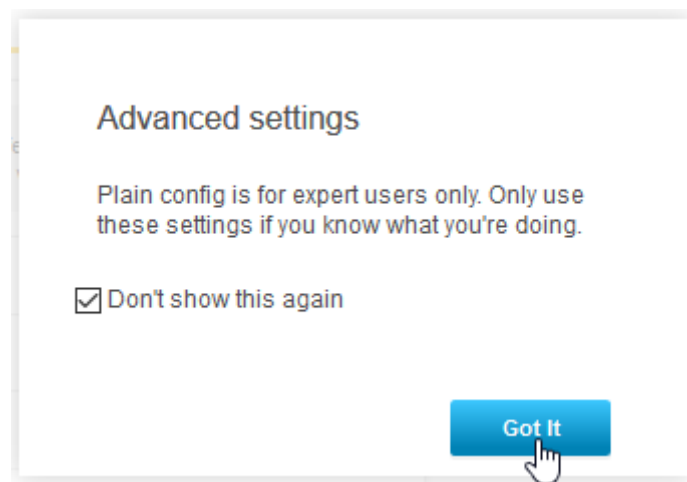 Advanced settings
Plain config is for expert users only. Only use
these settings if you know what you're doing.
Don't show this again
Got It